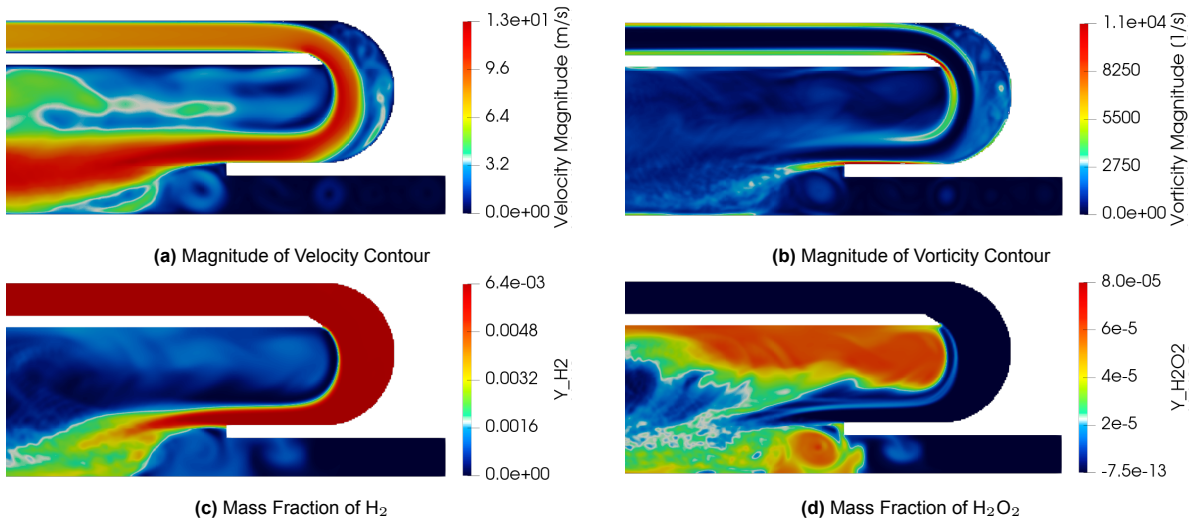 1.3e+01
9.6
6.4
3.2
0.0e+00
Velocity Magnitude (m/s)
1.1e+04
8250
5500
2750
0.0e+00
Vorticity Magnitude (1/s)
(a) Magnitude of Velocity Contour
(b) Magnitude of Vorticity Contour
6.4e-03
0.0048
0.0032
0.0016
0.0e+00
Y_H2
8.0e-05
6e-5
4e-5
2e-5
-7.5e-13
Y_H2O2
(c) Mass Fraction of H₂
(d) Mass Fraction of H₂O₂